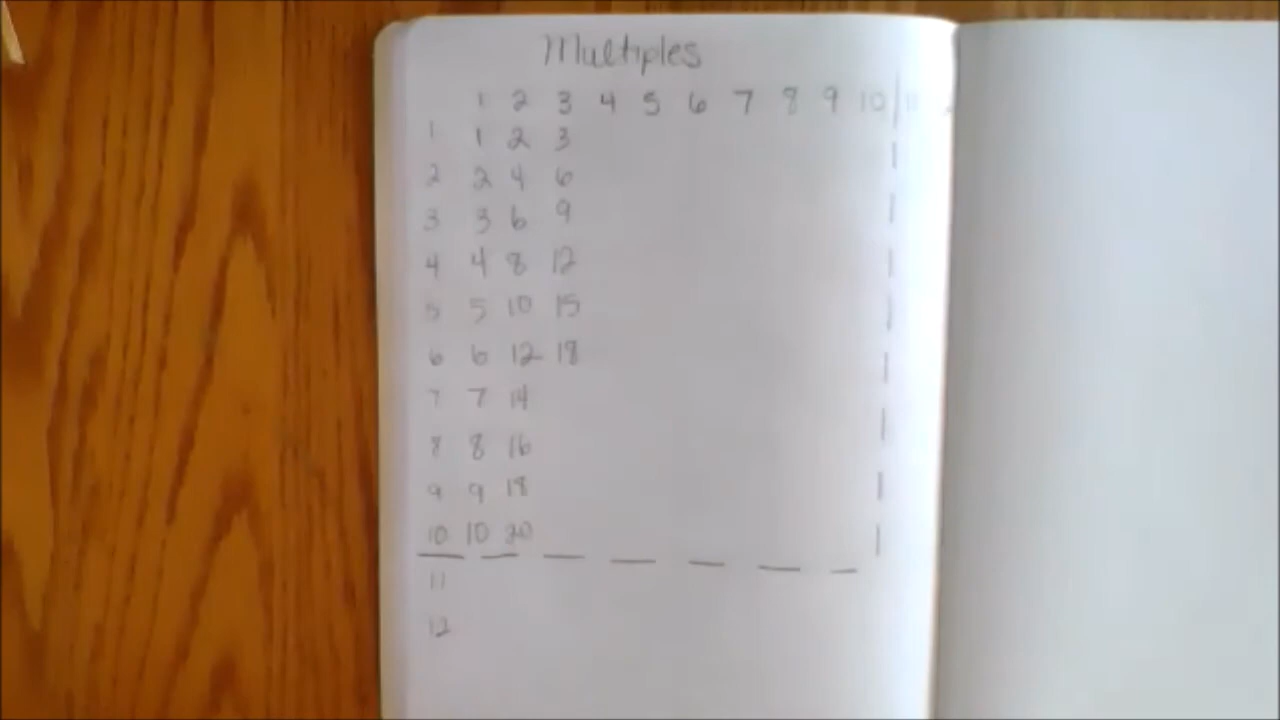 Multiples
1 2 3 4 5 6 7 8 9 10 11
1 1 2 3
2 2 4 6
3 3 6 9
4 4 8 12
5 5 10 15
6 6 12 18
7 7 14
8 8 16
9 9 18
10 10 20
11
12